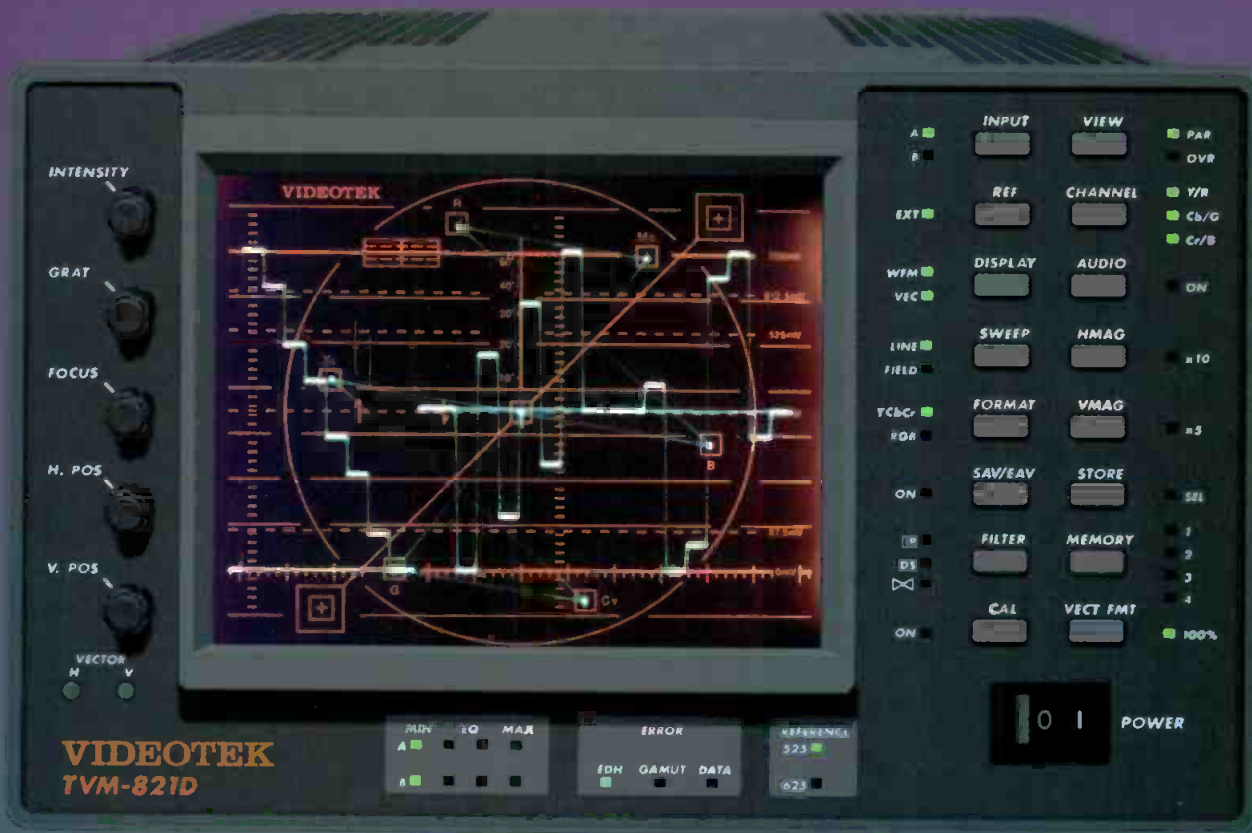 INTENSITY
GRAT
FOCUS
H. POS
V. POS
VECTOR
H V
VIDEOTEK
TVM-821D
VIDEOTEK
R
B
G
525mV
MIN EQ MAX
A
B
ERROR
EDH GAMUT DATA
REFERENCE
525
625
INPUT VIEW
A PAR
B OVR
REF CHANNEL
EXT Y/R
Cb/G
Cr/B
DISPLAY AUDIO
WFM ON
VEC
SWEEP HMAG
LINE x10
FIELD
FORMAT VMAG
YCbCr x5
RGB
SAV/EAV STORE
ON SEL
FILTER MEMORY
1
2
3
4
CAL VECT FMT
ON 100%
0 1 POWER